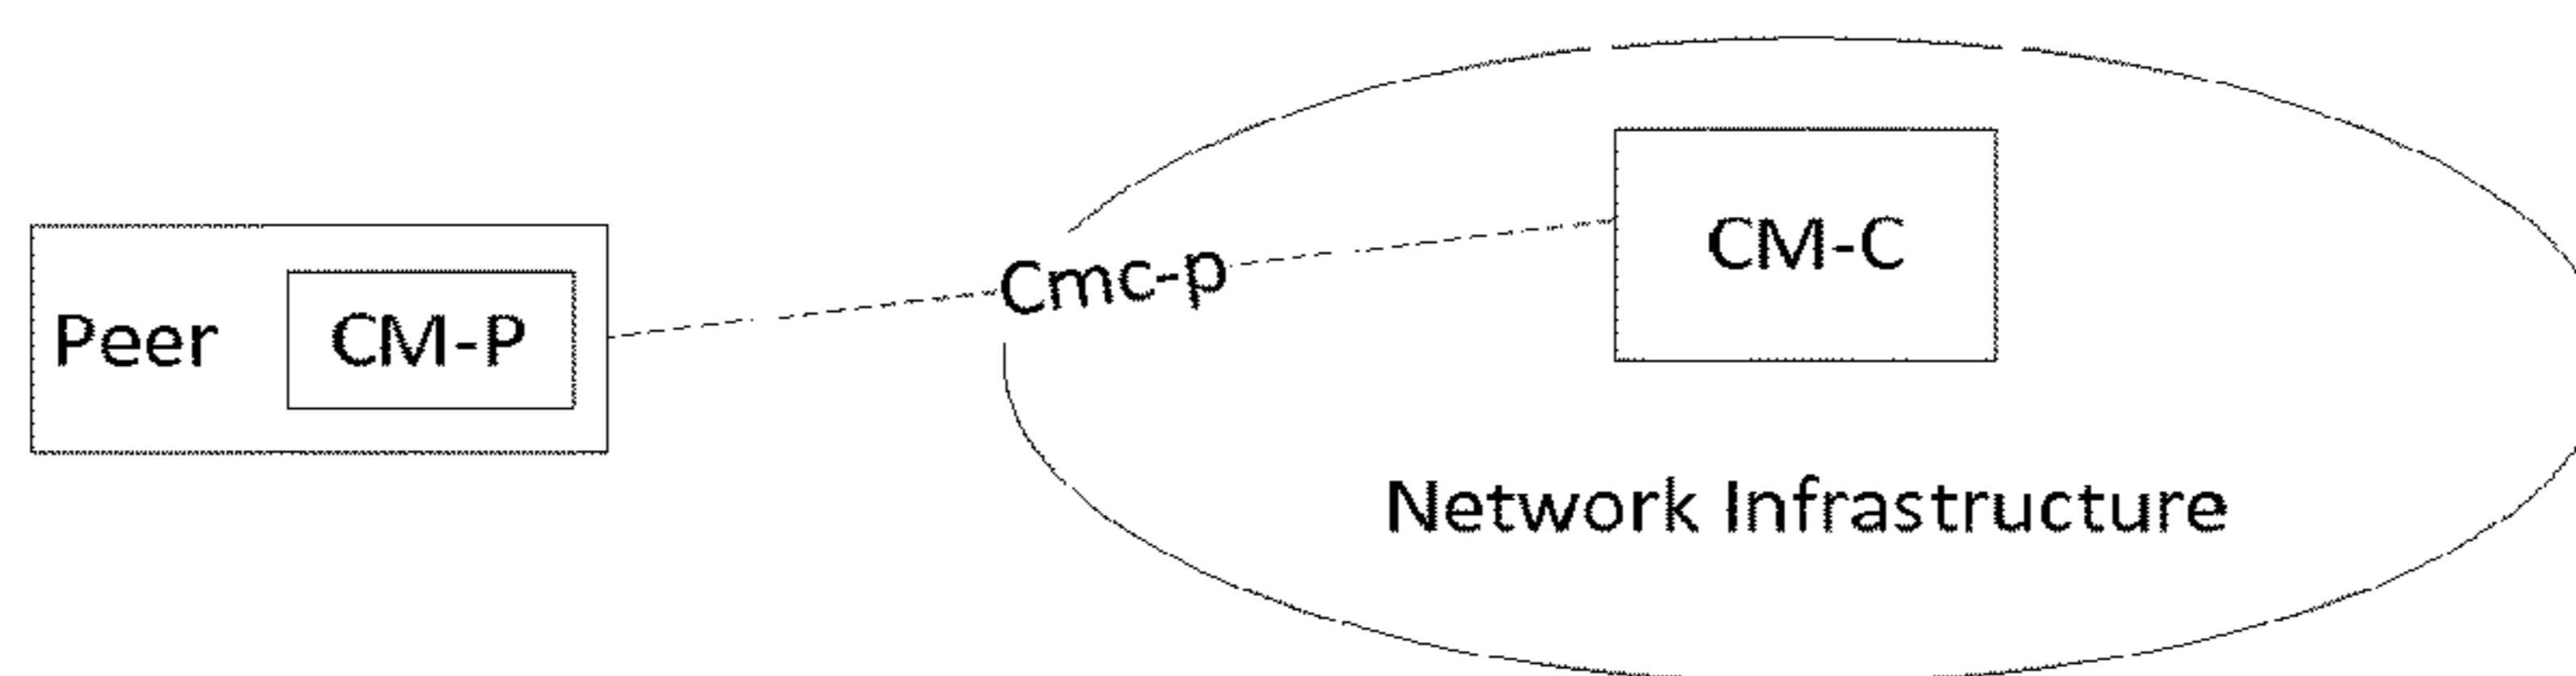 Peer
CM-P
Cmc-p
CM-C
Network Infrastructure